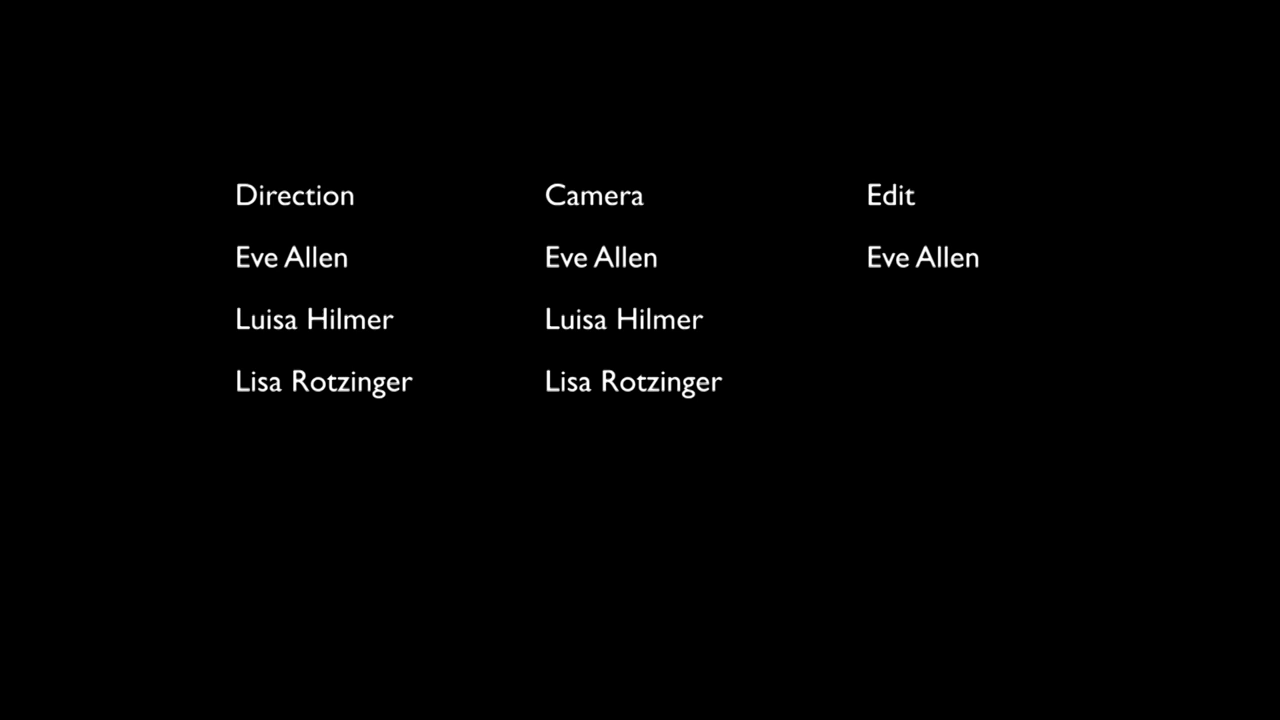 Direction Camera Edit
Eve Allen Eve Allen Eve Allen
Luisa Hilmer Luisa Hilmer
Lisa Rotzinger Lisa Rotzinger